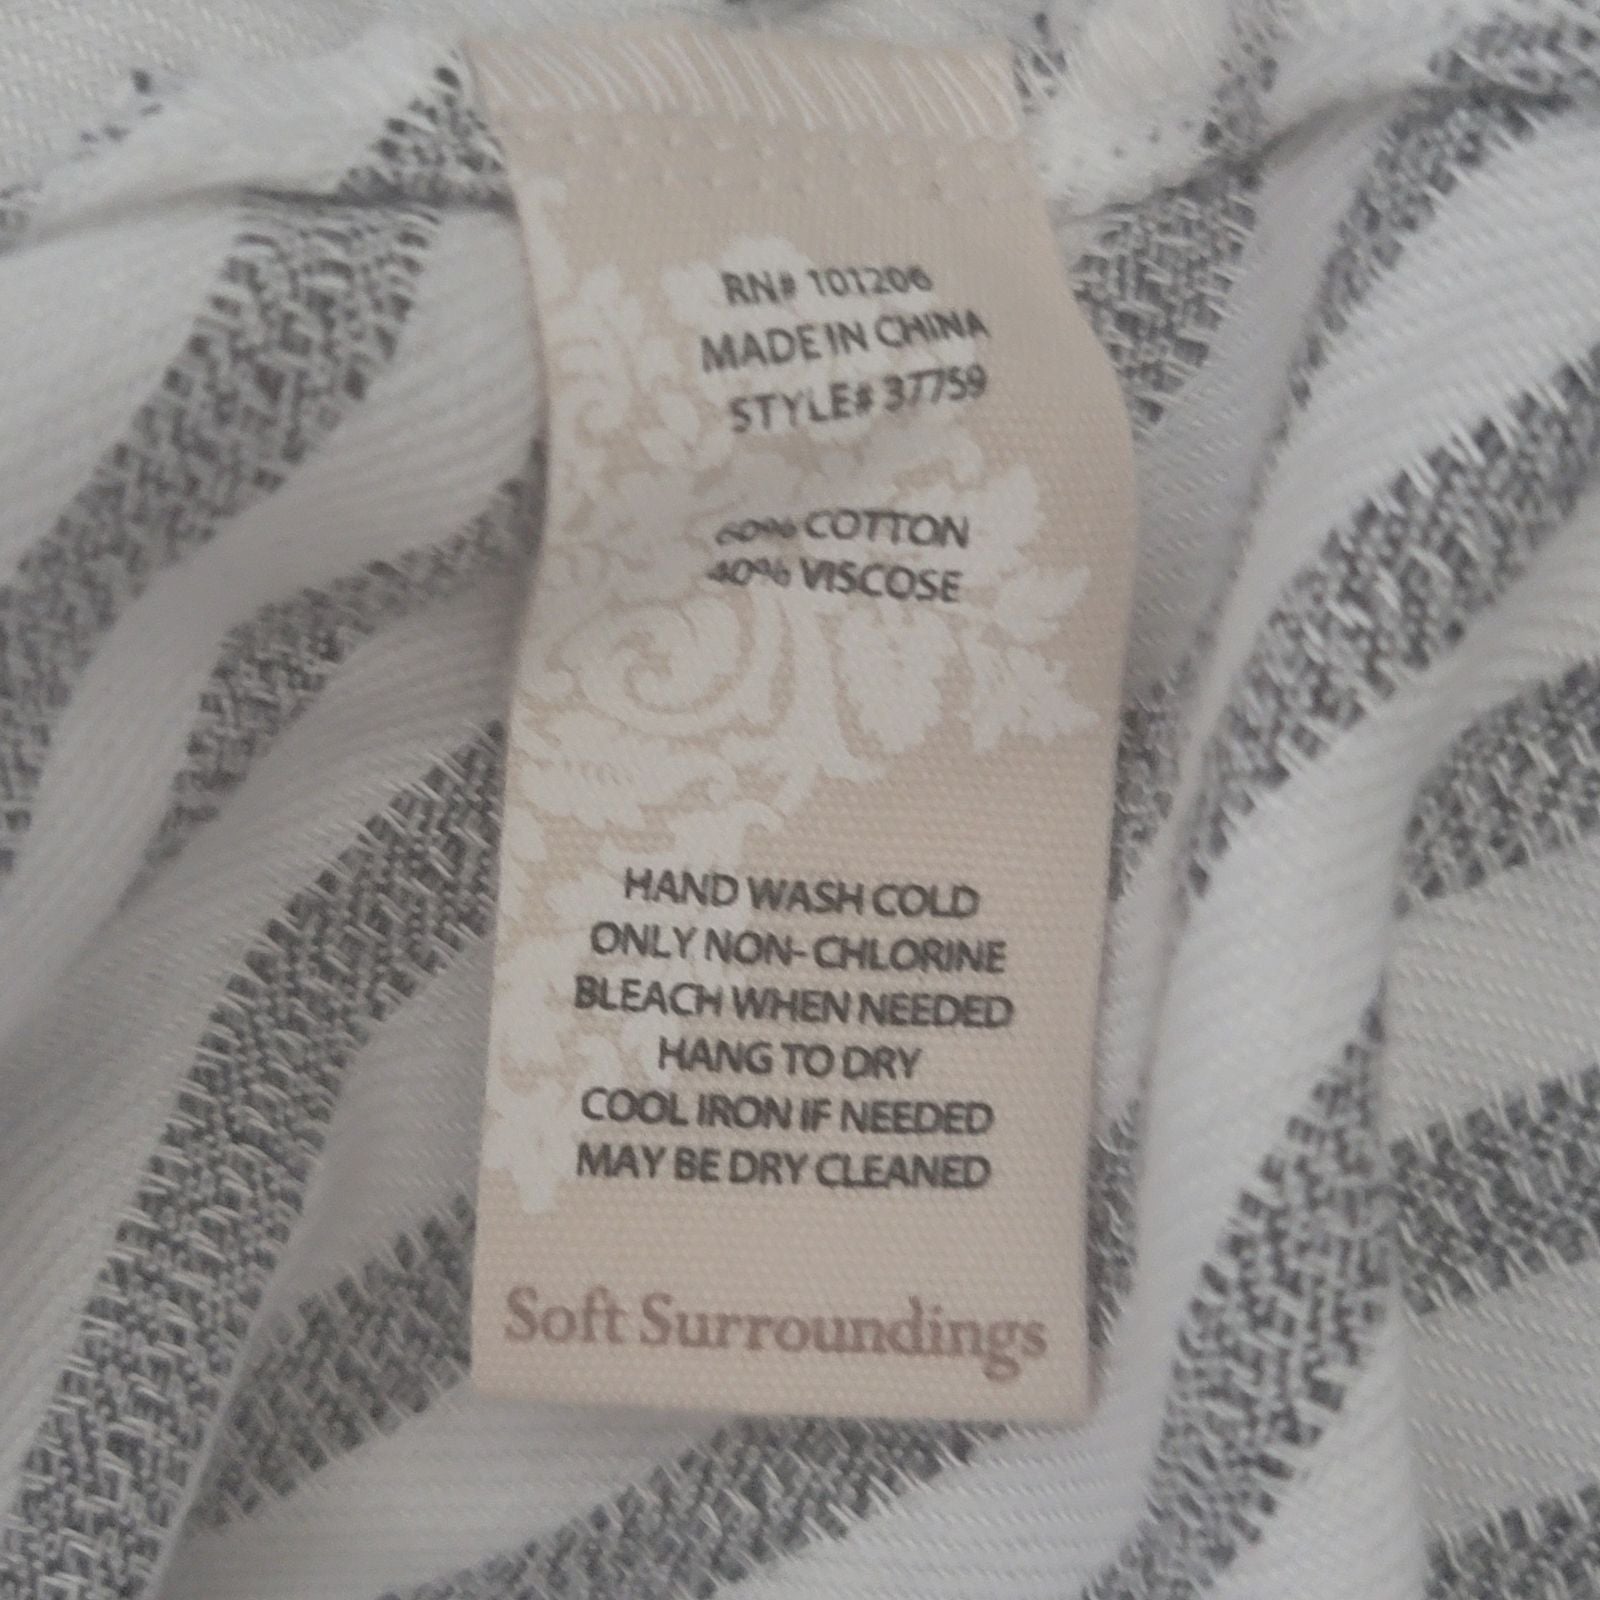 RN# 101206
MADE IN CHINA
STYLE# 37759
60% COTTON
40% VISCOSE
HAND WASH COLD
ONLY NON-CHLORINE
BLEACH WHEN NEEDED
HANG TO DRY
COOL IRON IF NEEDED
MAY BE DRY CLEANED
Soft Surroundings